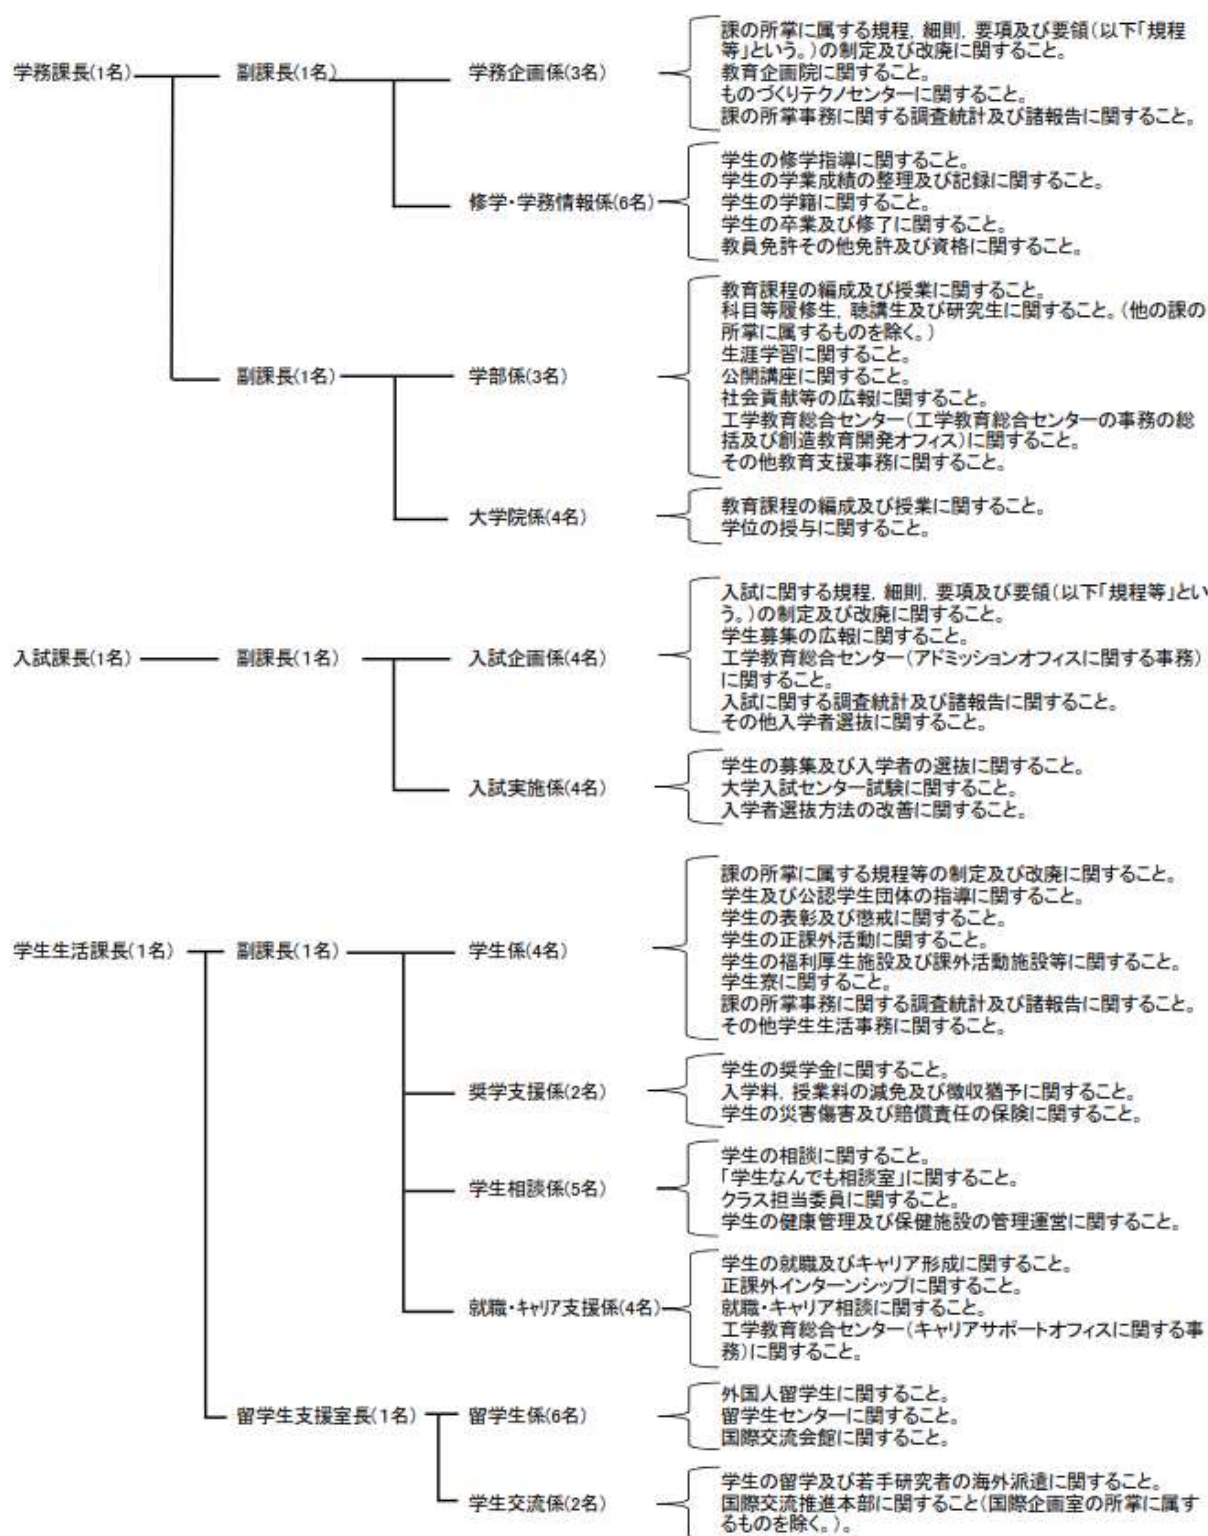 課の所掌に属する規程, 細則, 要項及び要領(以下「規程
等」という。)の制定及び改廃に関すること。
学務課長(1名)
副課長(1名)
学務企画係(3名)
教育企画院に関すること。
ものづくりテクノセンターに関すること。
課の所掌事務に関する調査統計及び諸報告に関すること。
修学・学務情報係(6名)
学生の修学指導に関すること。
学生の学業成績の整理及び記録に関すること。
学生の学籍に関すること。
学生の卒業及び修了に関すること。
教員免許その他免許及び資格に関すること。
副課長(1名)
学部係(3名)
教育課程の編成及び授業に関すること。
科目等履修生, 聴講生及び研究生に関すること。(他の課の
所掌に属するものを除く。)
生涯学習に関すること。
公開講座に関すること。
社会貢献等の広報に関すること。
工学教育総合センター(工学教育総合センターの事務の総
括及び創造教育開発オフィス)に関すること。
その他教育支援事務に関すること。
大学院係(4名)
教育課程の編成及び授業に関すること。
学位の授与に関すること。
入試課長(1名)
副課長(1名)
入試企画係(4名)
入試に関する規程, 細則, 要項及び要領(以下「規程等」とい
う。)の制定及び改廃に関すること。
学生募集の広報に関すること。
工学教育総合センター(アドミッションオフィスに関する事務)
に関すること。
入試に関する調査統計及び諸報告に関すること。
その他入学者選抜に関すること。
入試実施係(4名)
学生の募集及び入学者の選抜に関すること。
大学入試センター試験に関すること。
入学者選抜方法の改善に関すること。
学生生活課長(1名)
副課長(1名)
学生係(4名)
課の所掌に属する規程等の制定及び改廃に関すること。
学生及び公認学生団体の指導に関すること。
学生の表彰及び懲戒に関すること。
学生の正課外活動に関すること。
学生の福利厚生施設及び課外活動施設等に関すること。
学生寮に関すること。
課の所掌事務に関する調査統計及び諸報告に関すること。
その他学生生活事務に関すること。
奨学支援係(2名)
学生の奨学金に関すること。
入学料, 授業料の減免及び徴収猶予に関すること。
学生の災害傷害及び賠償責任の保険に関すること。
学生相談係(5名)
学生の相談に関すること。
「学生なんでも相談室」に関すること。
クラス担当委員に関すること。
学生の健康管理及び保健施設の管理運営に関すること。
就職・キャリア支援係(4名)
学生の就職及びキャリア形成に関すること。
正課外インターンシップに関すること。
就職・キャリア相談に関すること。
工学教育総合センター(キャリアサポートオフィスに関する事
務)に関すること。
留学生支援室長(1名)
留学生係(6名)
外国人留学生に関すること。
留学生センターに関すること。
国際交流会館に関すること。
学生交流係(2名)
学生の留学及び若手研究者の海外派遣に関すること。
国際交流推進本部に関すること(国際企画室の所掌に属す
るものを除く。)。